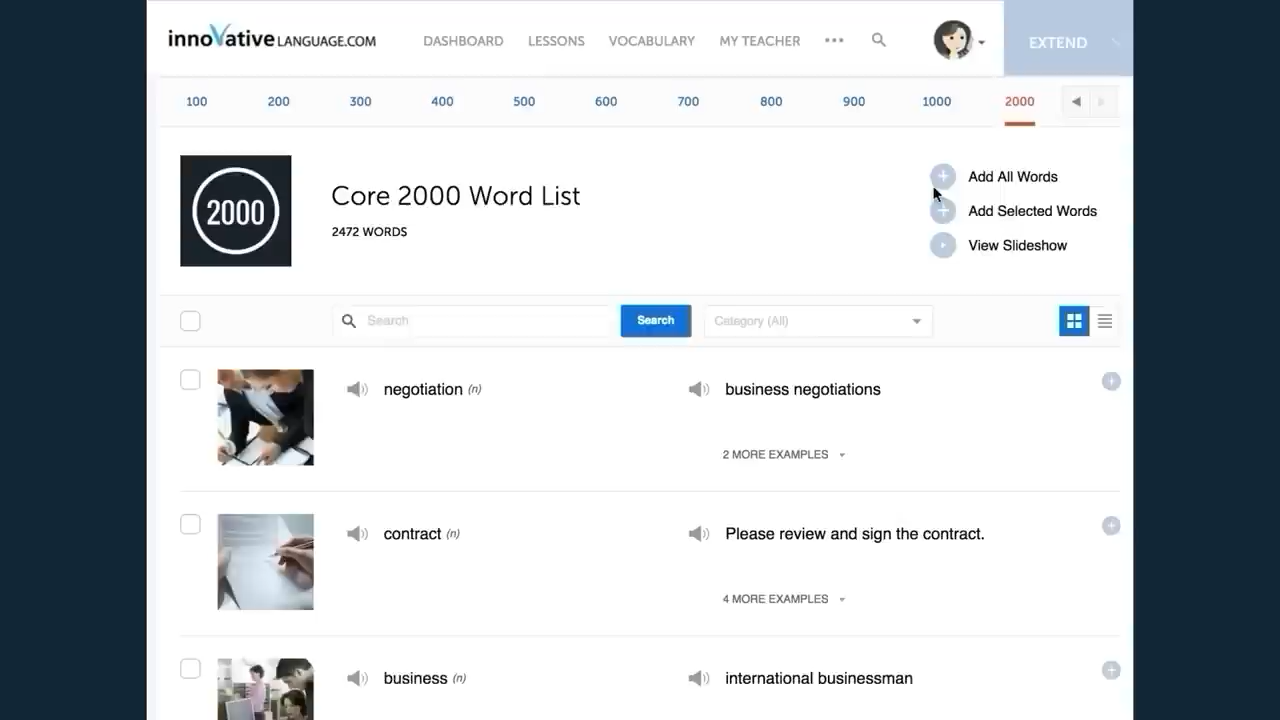 innoVative LANGUAGE.COM DASHBOARD LESSONS VOCABULARY MY TEACHER ••• EXTEND
100 200 300 400 500 600 700 800 900 1000 2000
2000
Core 2000 Word List
2472 WORDS
Add All Words
Add Selected Words
View Slideshow
Search Search Category (All)
negotiation (n) business negotiations
2 MORE EXAMPLES
contract (n) Please review and sign the contract.
4 MORE EXAMPLES
business (n) international businessman